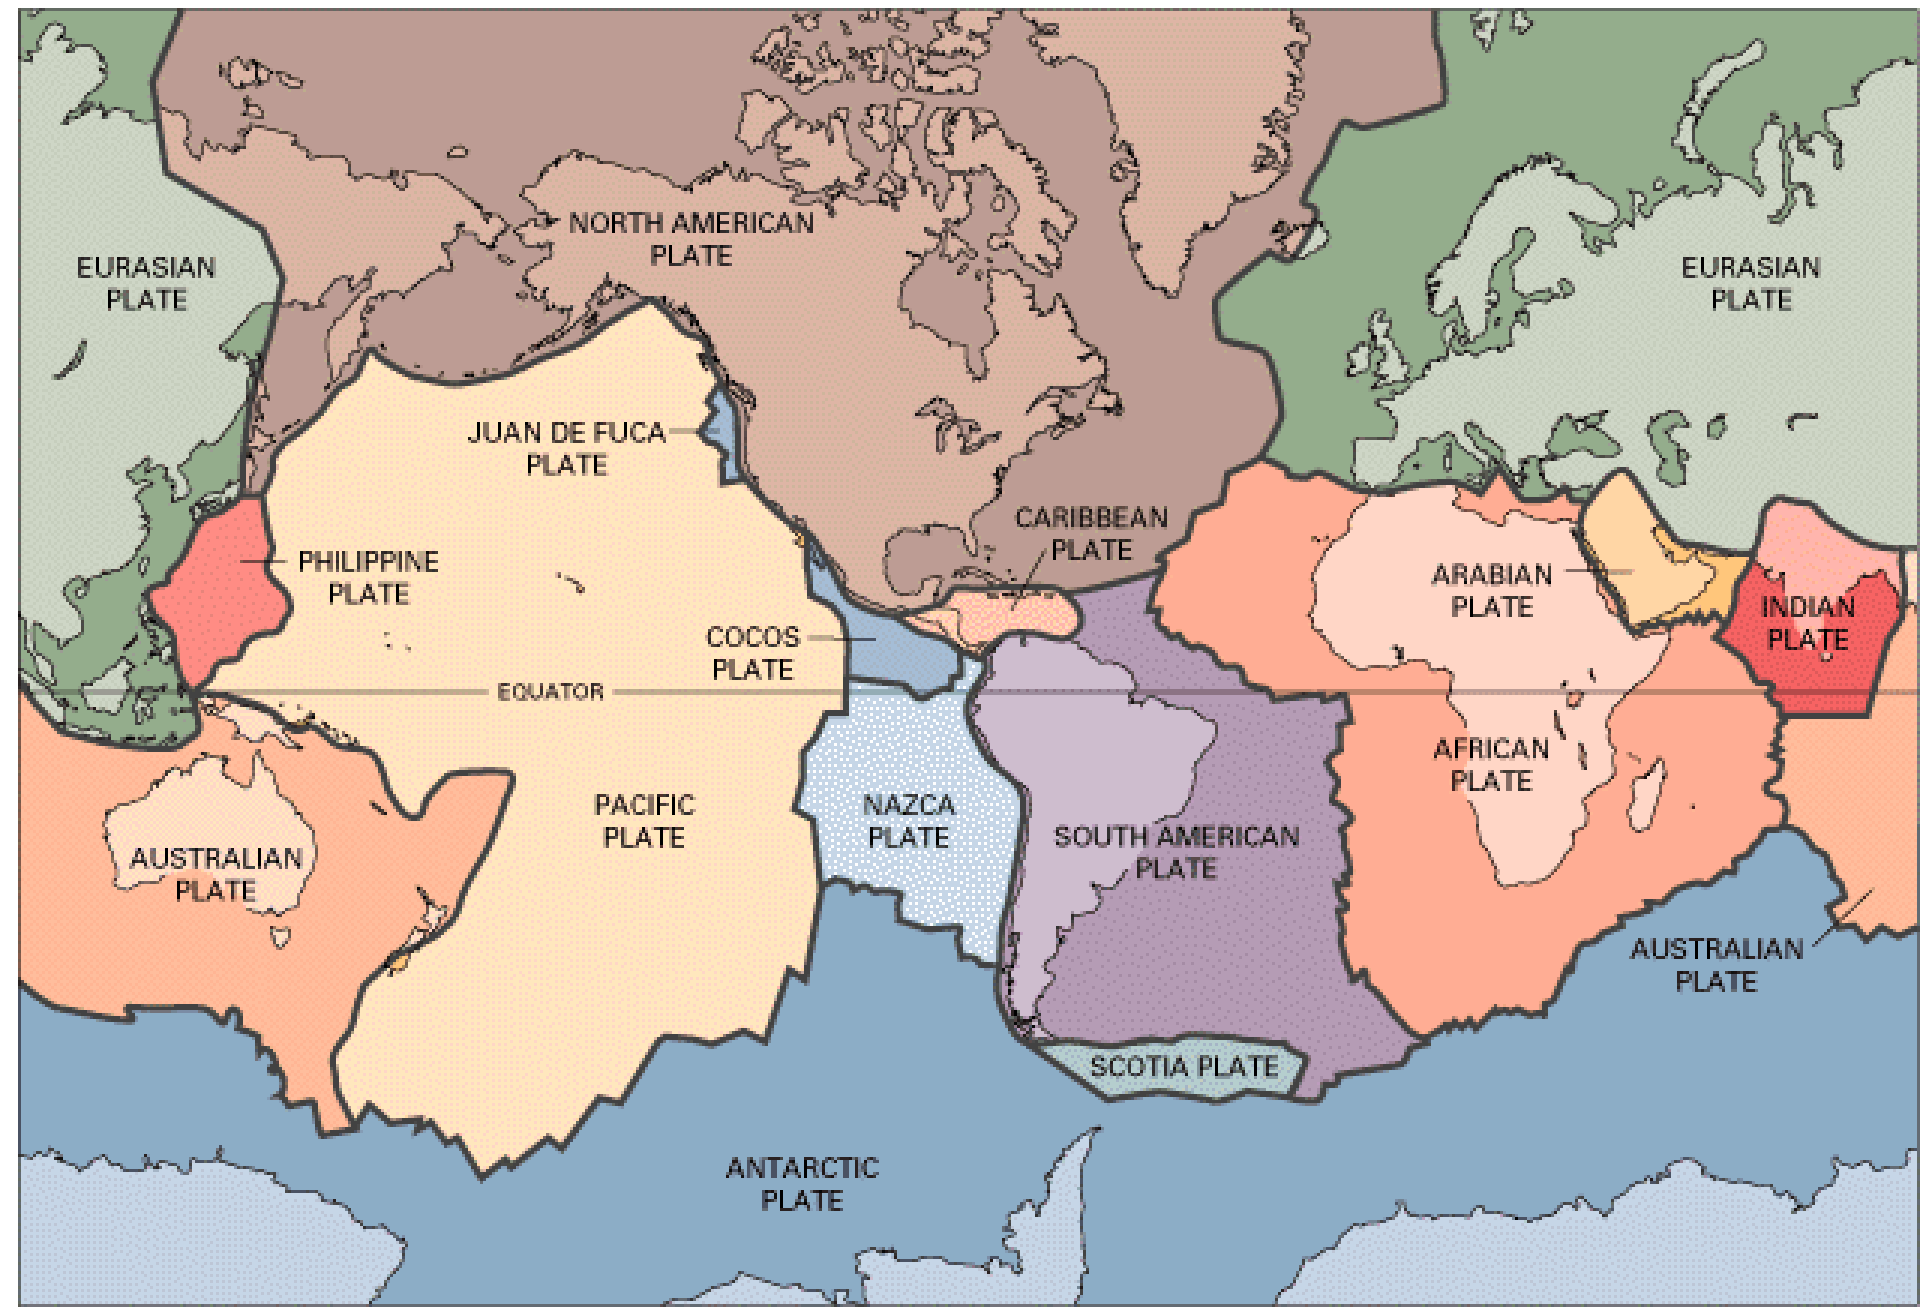 NORTH AMERICAN
PLATE
EURASIAN
PLATE
EURASIAN
PLATE
JUAN DE FUCA
PLATE
CARIBBEAN
PLATE
PHILIPPINE
PLATE
ARABIAN
PLATE
INDIAN
PLATE
COCOS
PLATE
EQUATOR
AFRICAN
PLATE
PACIFIC
PLATE
NAZCA
PLATE
SOUTH AMERICAN
PLATE
AUSTRALIAN
PLATE
AUSTRALIAN
PLATE
SCOTIA PLATE
ANTARCTIC
PLATE